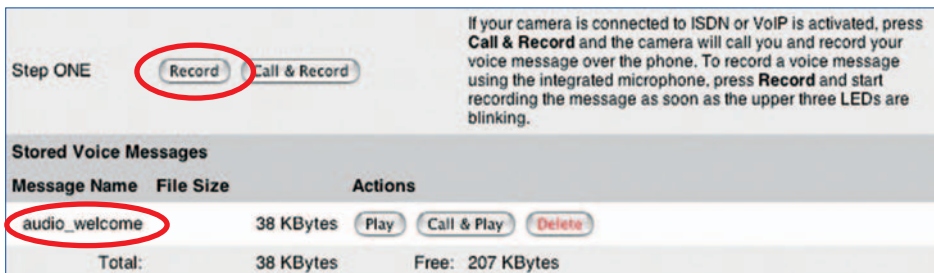 Step ONE Record Call & Record
If your camera is connected to ISDN or VoIP is activated, press
Call & Record and the camera will call you and record your
voice message over the phone. To record a voice message
using the integrated microphone, press Record and start
recording the message as soon as the upper three LEDs are
blinking.
Stored Voice Messages
Message Name File Size Actions
audio_welcome 38 KBytes Play Call & Play Delete
Total: 38 KBytes Free: 207 KBytes